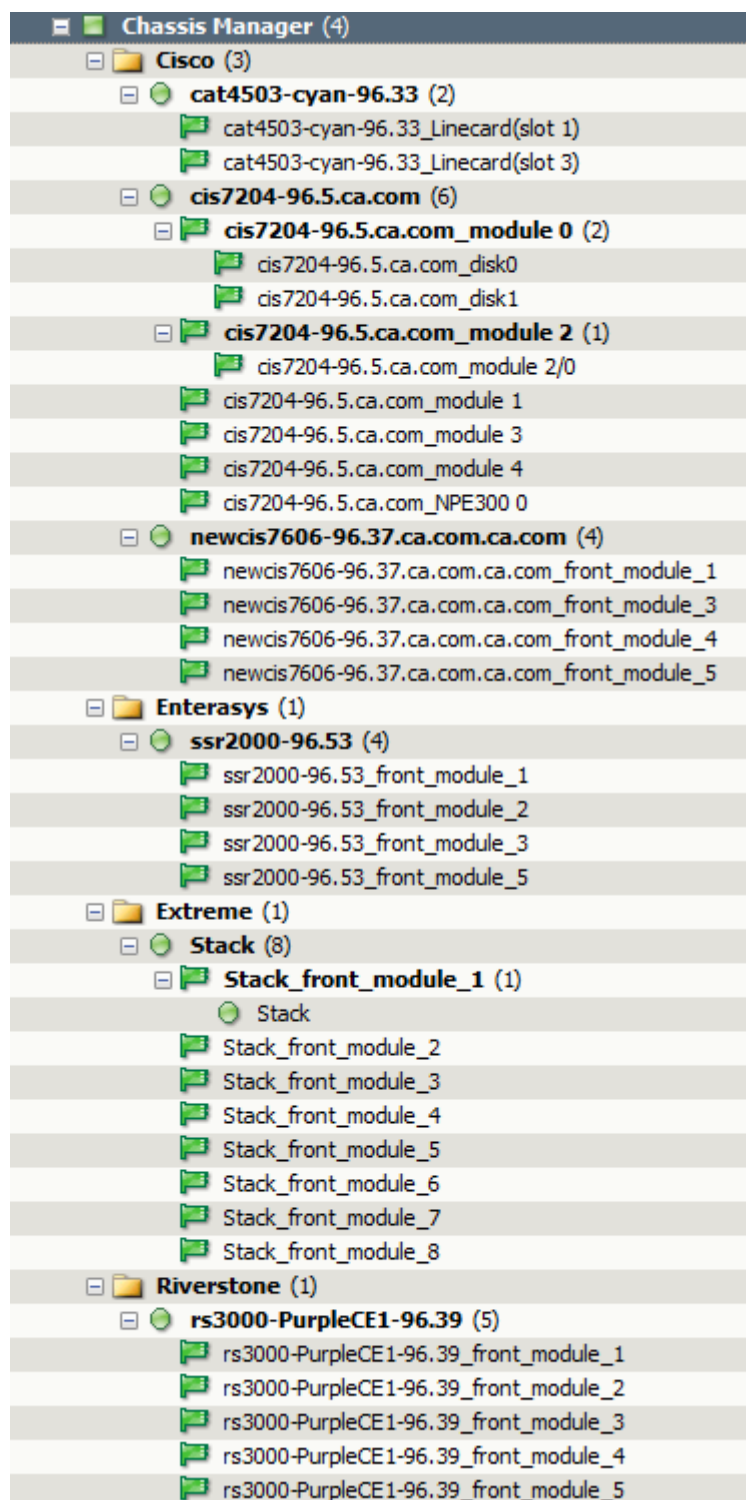 Chassis Manager (4)
Cisco (3)
cat4503-cyan-96.33 (2)
cat4503-cyan-96.33_Linecard(slot 1)
cat4503-cyan-96.33_Linecard(slot 3)
cis7204-96.5.ca.com (6)
cis7204-96.5.ca.com_module 0 (2)
cis7204-96.5.ca.com_disk0
cis7204-96.5.ca.com_disk1
cis7204-96.5.ca.com_module 2 (1)
cis7204-96.5.ca.com_module 2/0
cis7204-96.5.ca.com_module 1
cis7204-96.5.ca.com_module 3
cis7204-96.5.ca.com_module 4
cis7204-96.5.ca.com_NPE300 0
newcis7606-96.37.ca.com.ca.com (4)
newcis7606-96.37.ca.com.ca.com_front_module_1
newcis7606-96.37.ca.com.ca.com_front_module_3
newcis7606-96.37.ca.com.ca.com_front_module_4
newcis7606-96.37.ca.com.ca.com_front_module_5
Enterasys (1)
ssr2000-96.53 (4)
ssr2000-96.53_front_module_1
ssr2000-96.53_front_module_2
ssr2000-96.53_front_module_3
ssr2000-96.53_front_module_5
Extreme (1)
Stack (8)
Stack_front_module_1 (1)
Stack
Stack_front_module_2
Stack_front_module_3
Stack_front_module_4
Stack_front_module_5
Stack_front_module_6
Stack_front_module_7
Stack_front_module_8
Riverstone (1)
rs3000-PurpleCE1-96.39 (5)
rs3000-PurpleCE1-96.39_front_module_1
rs3000-PurpleCE1-96.39_front_module_2
rs3000-PurpleCE1-96.39_front_module_3
rs3000-PurpleCE1-96.39_front_module_4
rs3000-PurpleCE1-96.39_front_module_5